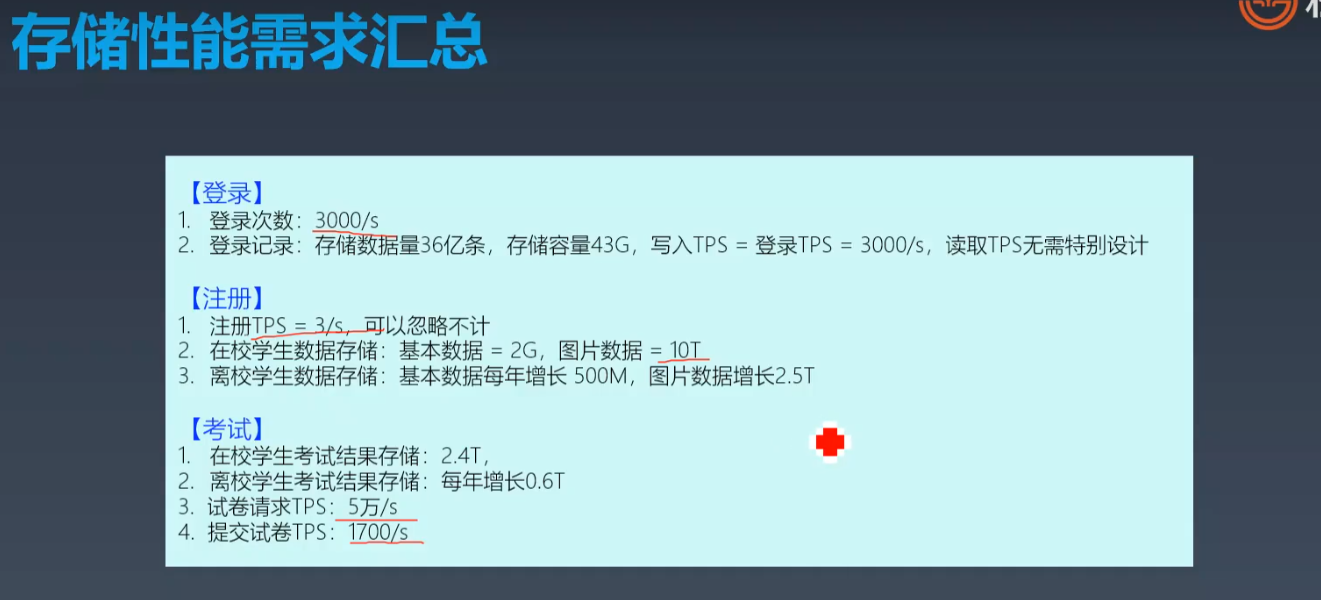 存储性能需求汇总
【登录】
1. 登录次数：3000/s
2. 登录记录：存储数据量36亿条，存储容量43G，写入TPS = 登录TPS = 3000/s，读取TPS无需特别设计
【注册】
1. 注册TPS = 3/s，可以忽略不计
2. 在校学生数据存储：基本数据 = 2G，图片数据 = 10T
3. 离校学生数据存储：基本数据每年增长 500M，图片数据增长2.5T
【考试】
1. 在校学生考试结果存储：2.4T，
2. 离校学生考试结果存储：每年增长0.6T
3. 试卷请求TPS：5万/s
4. 提交试卷TPS：1700/s